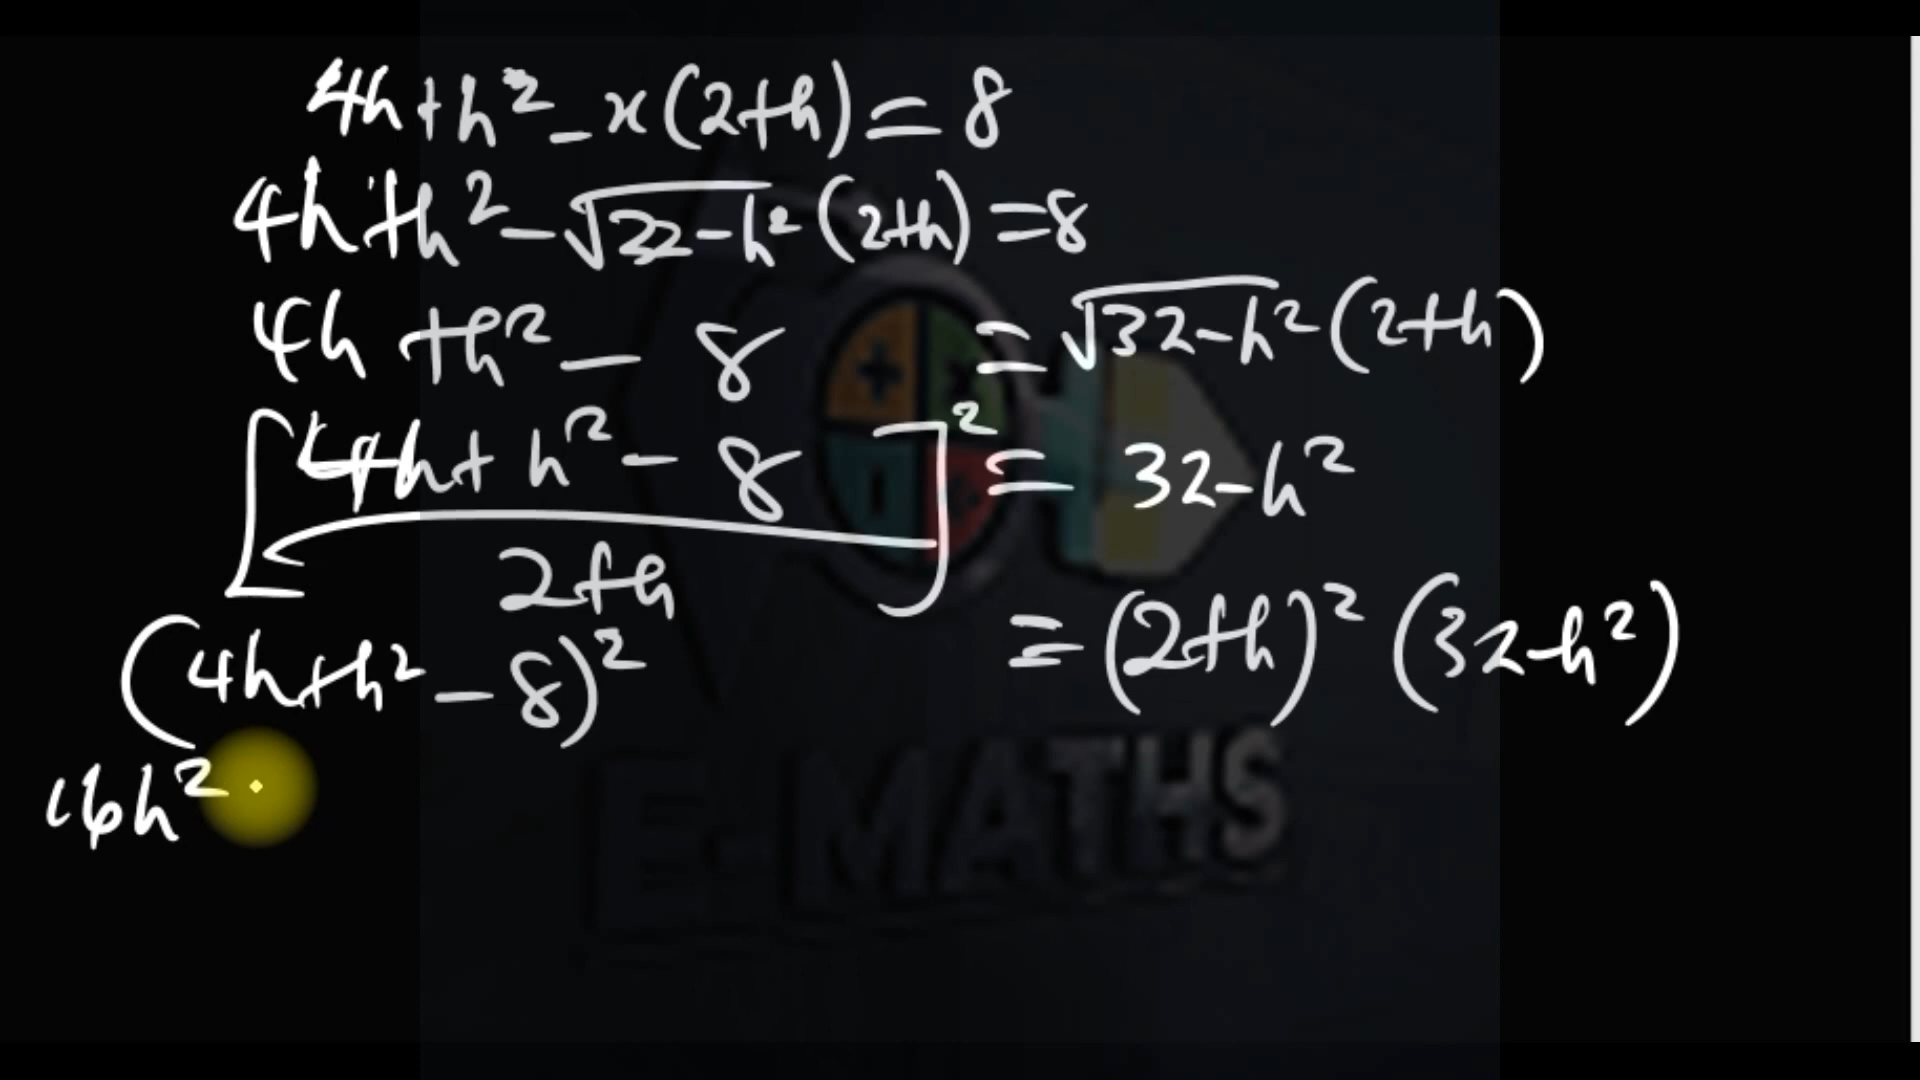 4h+h²-x(2+h)=8
4h+h²-√32-h²(2+h)=8
4h+h²-8=√32-h²(2+h)
[4h+h²-8/2+h]²=32-h²
(4h+h²-8)²=(2+h)²(32-h²)
16h²
E-MATHS